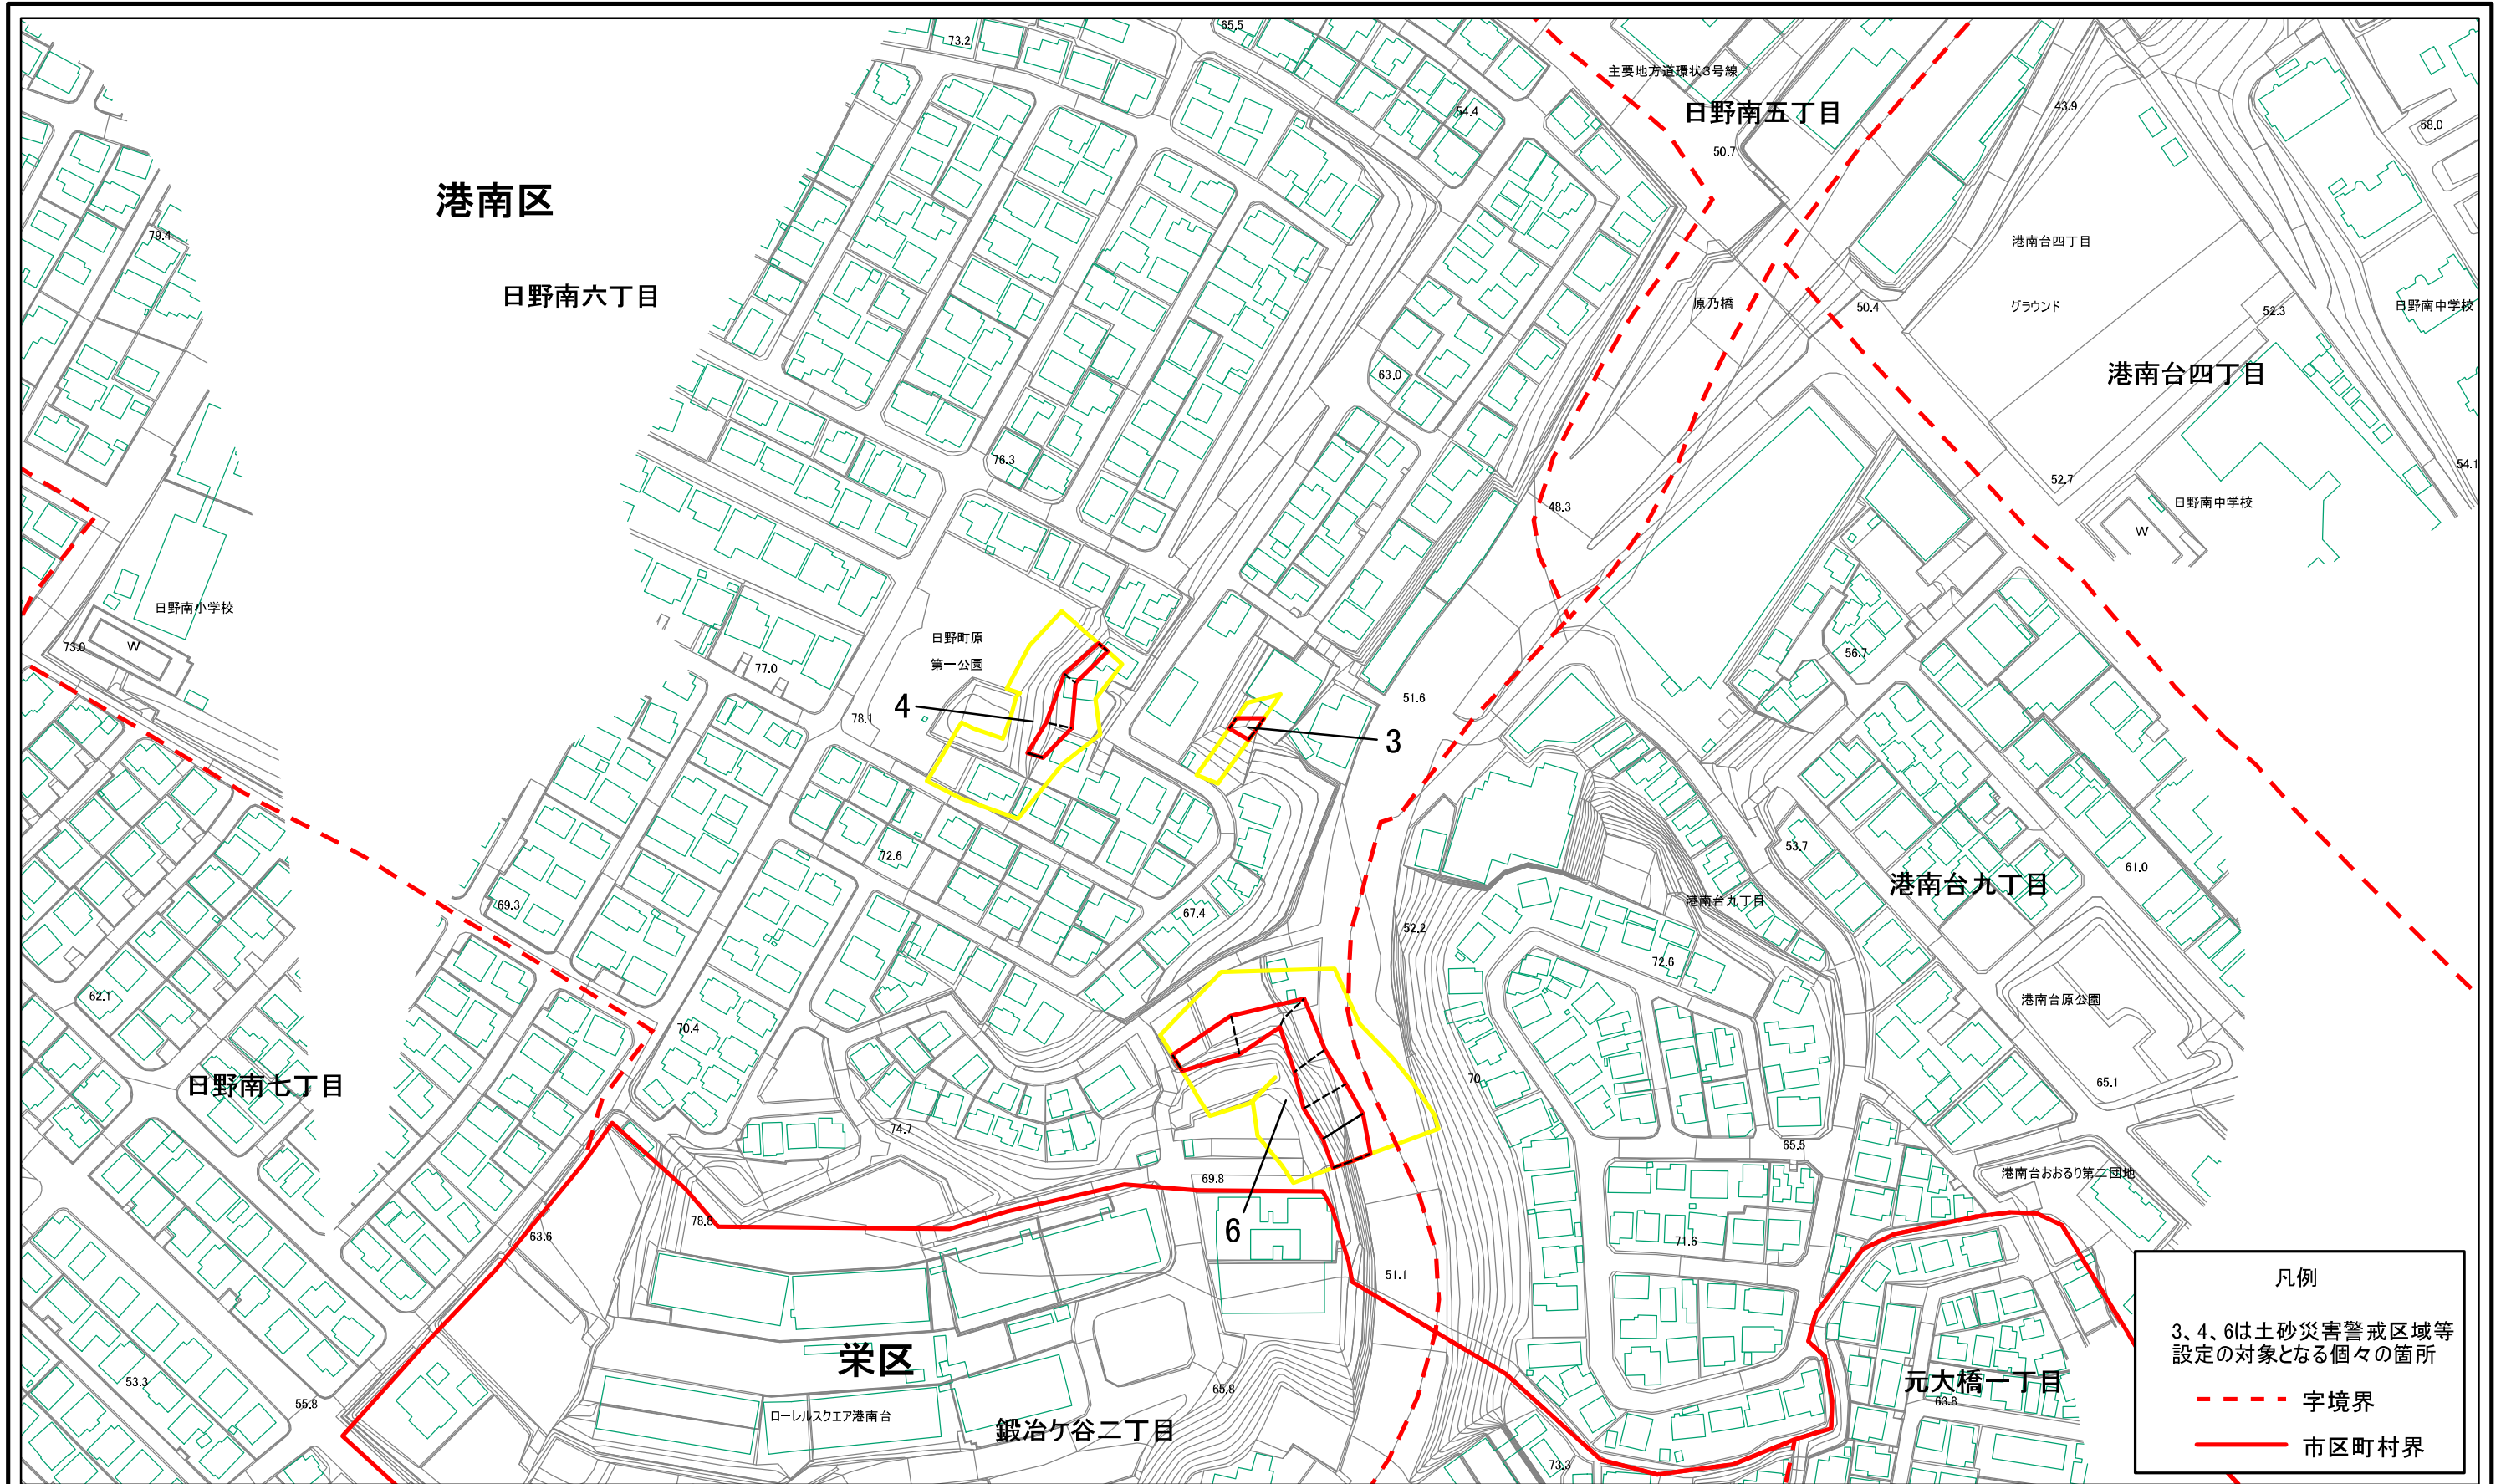 65.5
73.2
主要地方道環状3号線
54.4
日野南五丁目
43.9
58.0
50.7
港南区
79.4
港南台四丁目
日野南六丁目
原乃橋
50.4
グラウンド
52.3
日野南中学校
63.0
港南台四丁目
76.3
54.1
52.7
48.3
日野南中学校
W
日野南小学校
日野町原
第一公園
73.0
W
77.0
56.7
4
51.6
78.1
3
72.6
53.7
61.0
港南台九丁目
69.3
港南台九丁目
67.4
52.2
72.6
62.1
港南台原公園
70.4
日野南七丁目
70
65.1
74.7
65.5
69.8
港南台おおるり第二団地
78.8
6
63.6
71.6
51.1
凡例
3、4、6は土砂災害警戒区域等
設定の対象となる個々の箇所
字境界
市区町村界
栄区
53.3
65.8
元大橋一丁目
63.8
55.8
ローレルスクエア港南台
鍛冶ケ谷二丁目
73.3